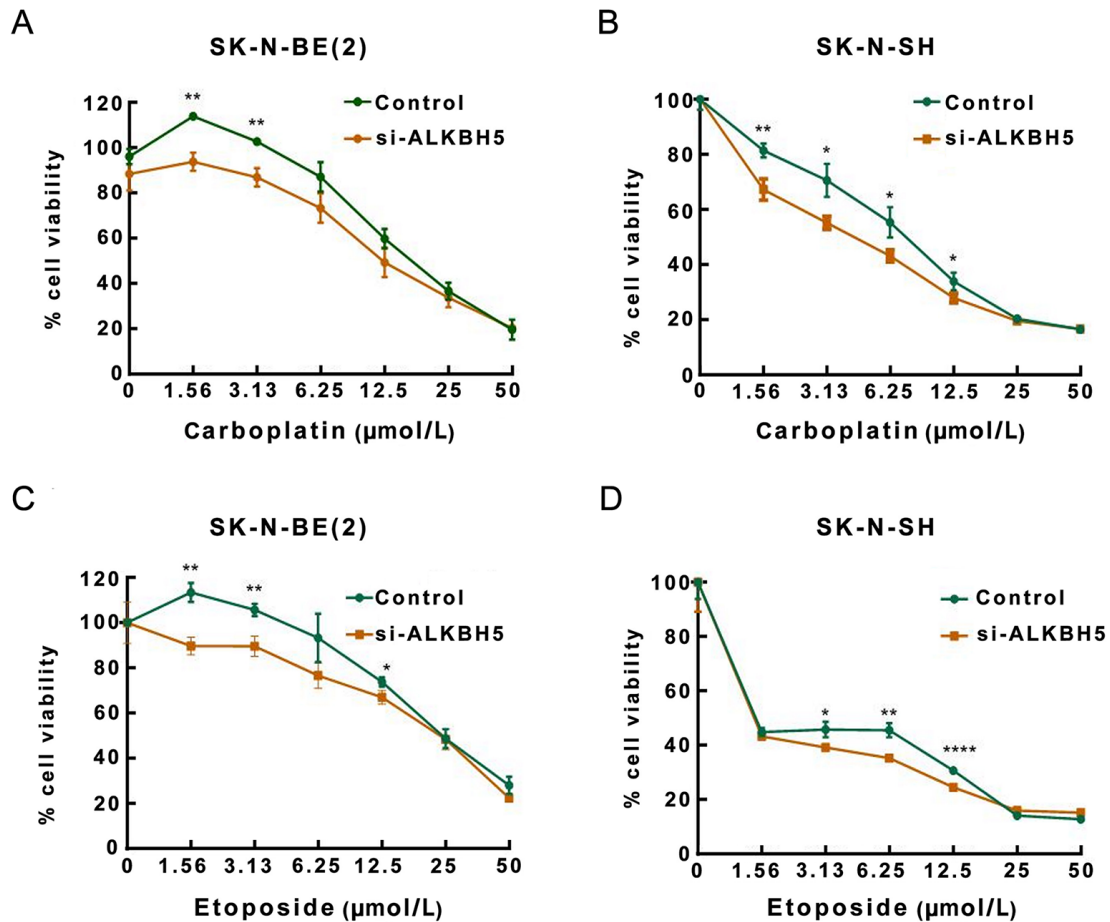 A
SK-N-BE(2)
Control
si-ALKBH5
** **
% cell viability
120
100
80
60
40
20
0
0 1.56 3.13 6.25 12.5 25 50
Carboplatin (µmol/L)
B
SK-N-SH
Control
si-ALKBH5
** * * *
% cell viability
100
80
60
40
20
0
0 1.56 3.13 6.25 12.5 25 50
Carboplatin (µmol/L)
C
SK-N-BE(2)
Control
si-ALKBH5
** ** *
% cell viability
120
100
80
60
40
20
0
0 1.56 3.13 6.25 12.5 25 50
Etoposide (µmol/L)
D
SK-N-SH
Control
si-ALKBH5
* ** ****
% cell viability
100
80
60
40
20
0
0 1.56 3.13 6.25 12.5 25 50
Etoposide (µmol/L)